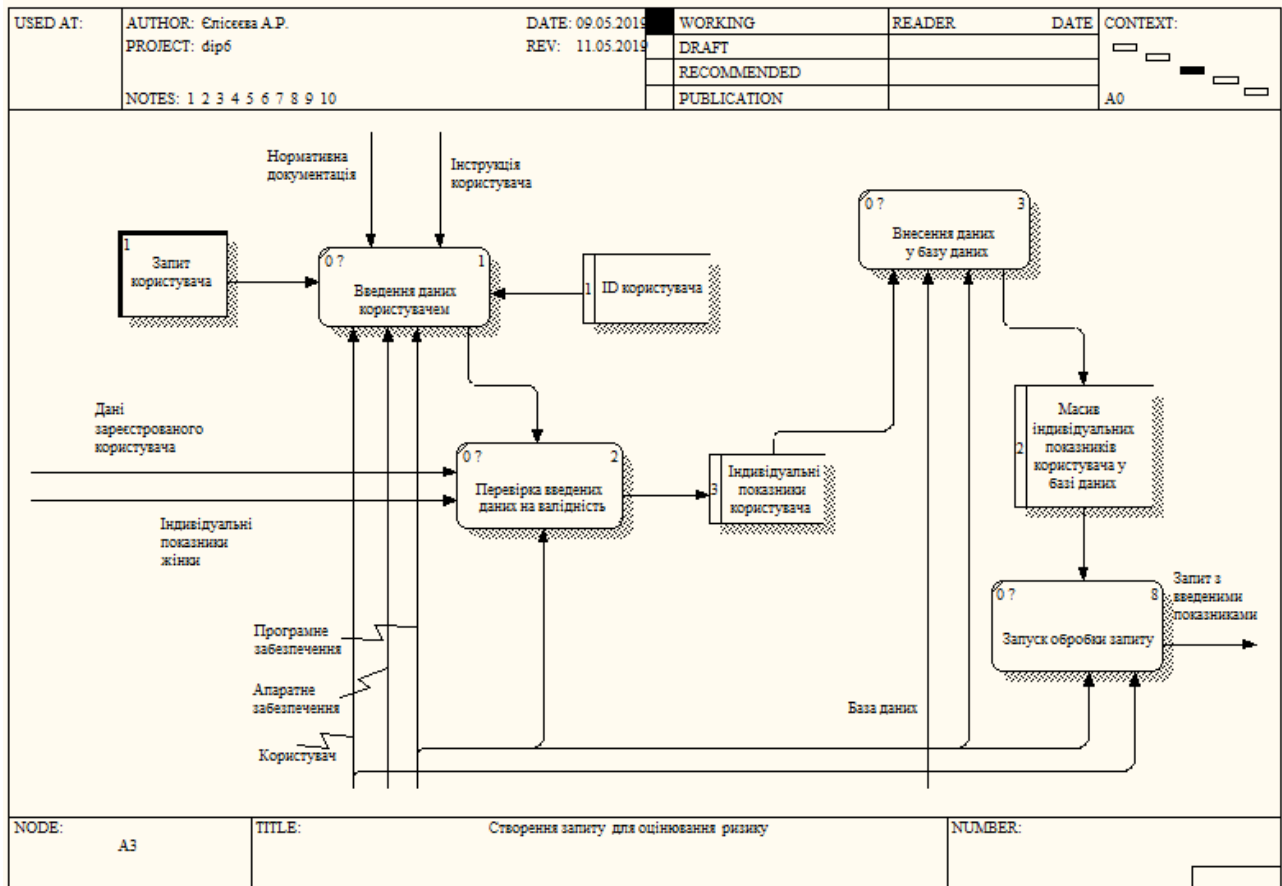 USED AT:
AUTHOR: Єлісєєва А.Р.
DATE: 09.05.2019
PROJECT: dip6
REV: 11.05.2019
NOTES: 1 2 3 4 5 6 7 8 9 10
WORKING
DRAFT
RECOMMENDED
PUBLICATION
READER
DATE
CONTEXT:
A0
Нормативна
документація
Інструкція
користувача
1
Запит
користувача
0 ?
1
Введення даних
користувачем
1
ID користувача
0 ?
3
Внесення даних
у базу даних
Дані
зареєстрованого
користувача
0 ?
2
Перевірка введених
даних на валідність
3
Індивідуальні
показники
користувача
2
Масив
індивідуальних
показників
користувача у
базі даних
Індивідуальні
показники
жінки
0 ?
8
Запуск обробки запиту
Запит з
введеними
показниками
Програмне
забезпечення
Апаратне
забезпечення
Користувач
База даних
NODE:
A3
TITLE:
Створення запиту для оцінювання ризику
NUMBER: